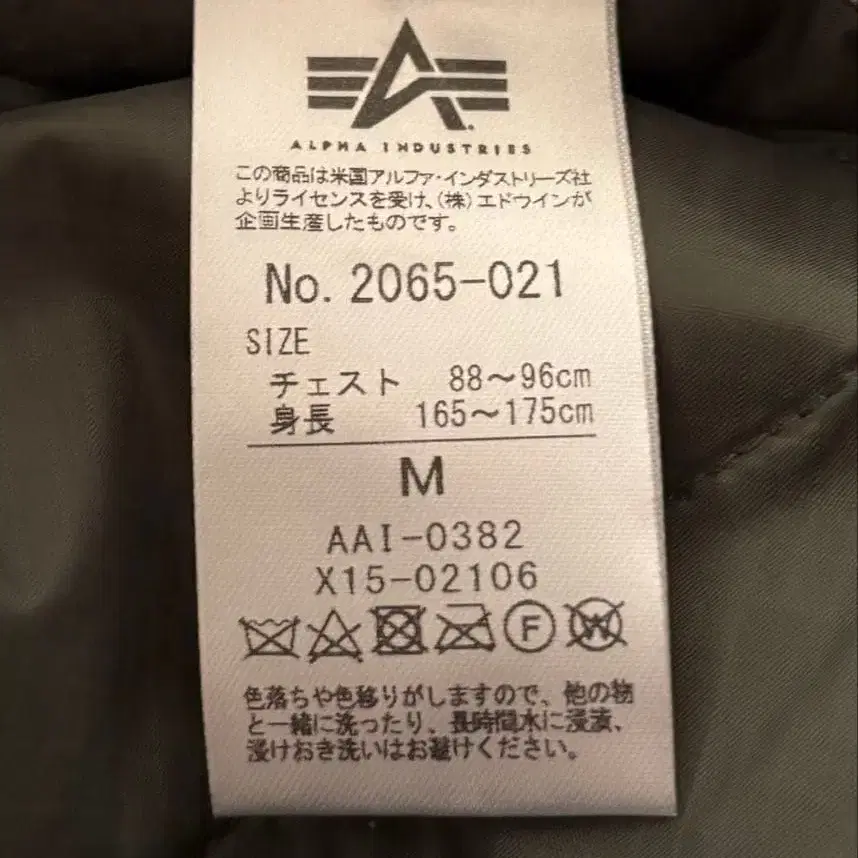 ALPHA INDUSTRIES
この商品は米国アルファ・インダストリーズ社
よりライセンスを受け、(株)エドウインが
企画生産したものです。
No. 2065-021
SIZE
チェスト 88～96cm
身長 165～175cm
M
AAI-0382
X15-02106
F W
色落ちや色移りがしますので、他の物
と一緒に洗ったり、長時間水に浸漬、
浸けおき洗いはお避けください。